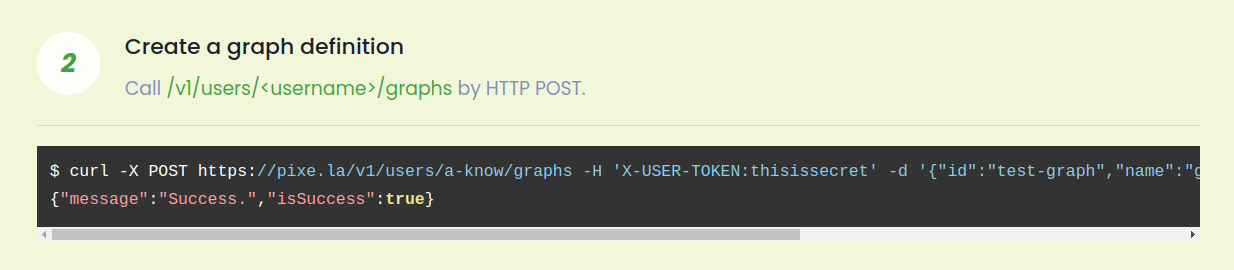 2
Create a graph definition
Call /v1/users/<username>/graphs by HTTP POST.
$ curl -X POST https://pixe.la/v1/users/a-know/graphs -H 'X-USER-TOKEN:thisissecret' -d '{"id":"test-graph","name":"g
{"message":"Success.","isSuccess":true}